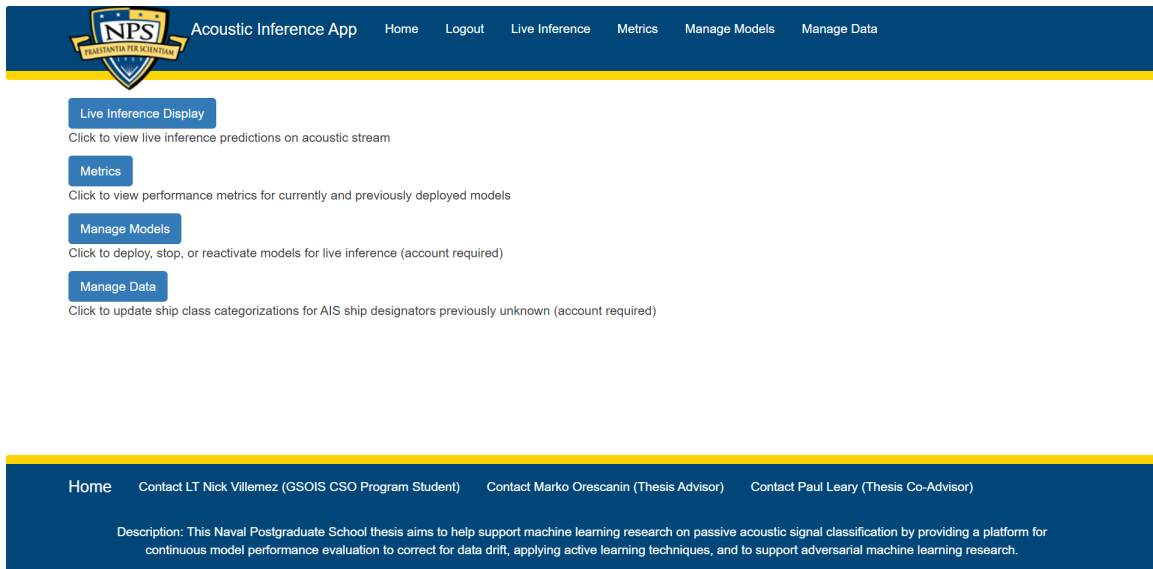 NPS
PRAESTANTIA PER SCIENTIAM
Acoustic Inference App Home Logout Live Inference Metrics Manage Models Manage Data
Live Inference Display
Click to view live inference predictions on acoustic stream
Metrics
Click to view performance metrics for currently and previously deployed models
Manage Models
Click to deploy, stop, or reactivate models for live inference (account required)
Manage Data
Click to update ship class categorizations for AIS ship designators previously unknown (account required)
Home Contact LT Nick Villemez (GSOIS CSO Program Student) Contact Marko Orescanin (Thesis Advisor) Contact Paul Leary (Thesis Co-Advisor)
Description: This Naval Postgraduate School thesis aims to help support machine learning research on passive acoustic signal classification by providing a platform for
continuous model performance evaluation to correct for data drift, applying active learning techniques, and to support adversarial machine learning research.